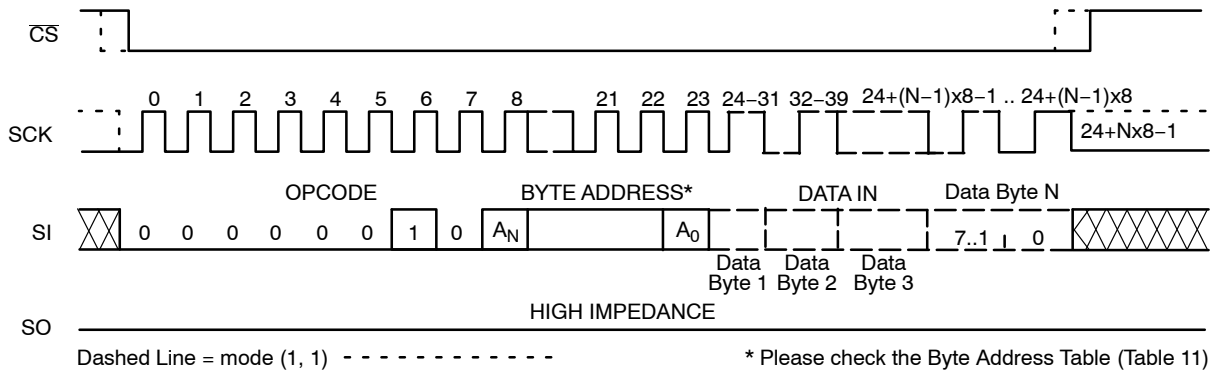 CS
0 1 2 3 4 5 6 7 8 21 22 23 24–31 32–39 24+(N–1)x8–1 .. 24+(N–1)x8
SCK
24+Nx8–1
OPCODE BYTE ADDRESS* DATA IN Data Byte N
SI 0 0 0 0 0 0 1 0 AN A0 7..1 0
Data Byte 1 Data Byte 2 Data Byte 3
HIGH IMPEDANCE
SO
Dashed Line = mode (1, 1) * Please check the Byte Address Table (Table 11)